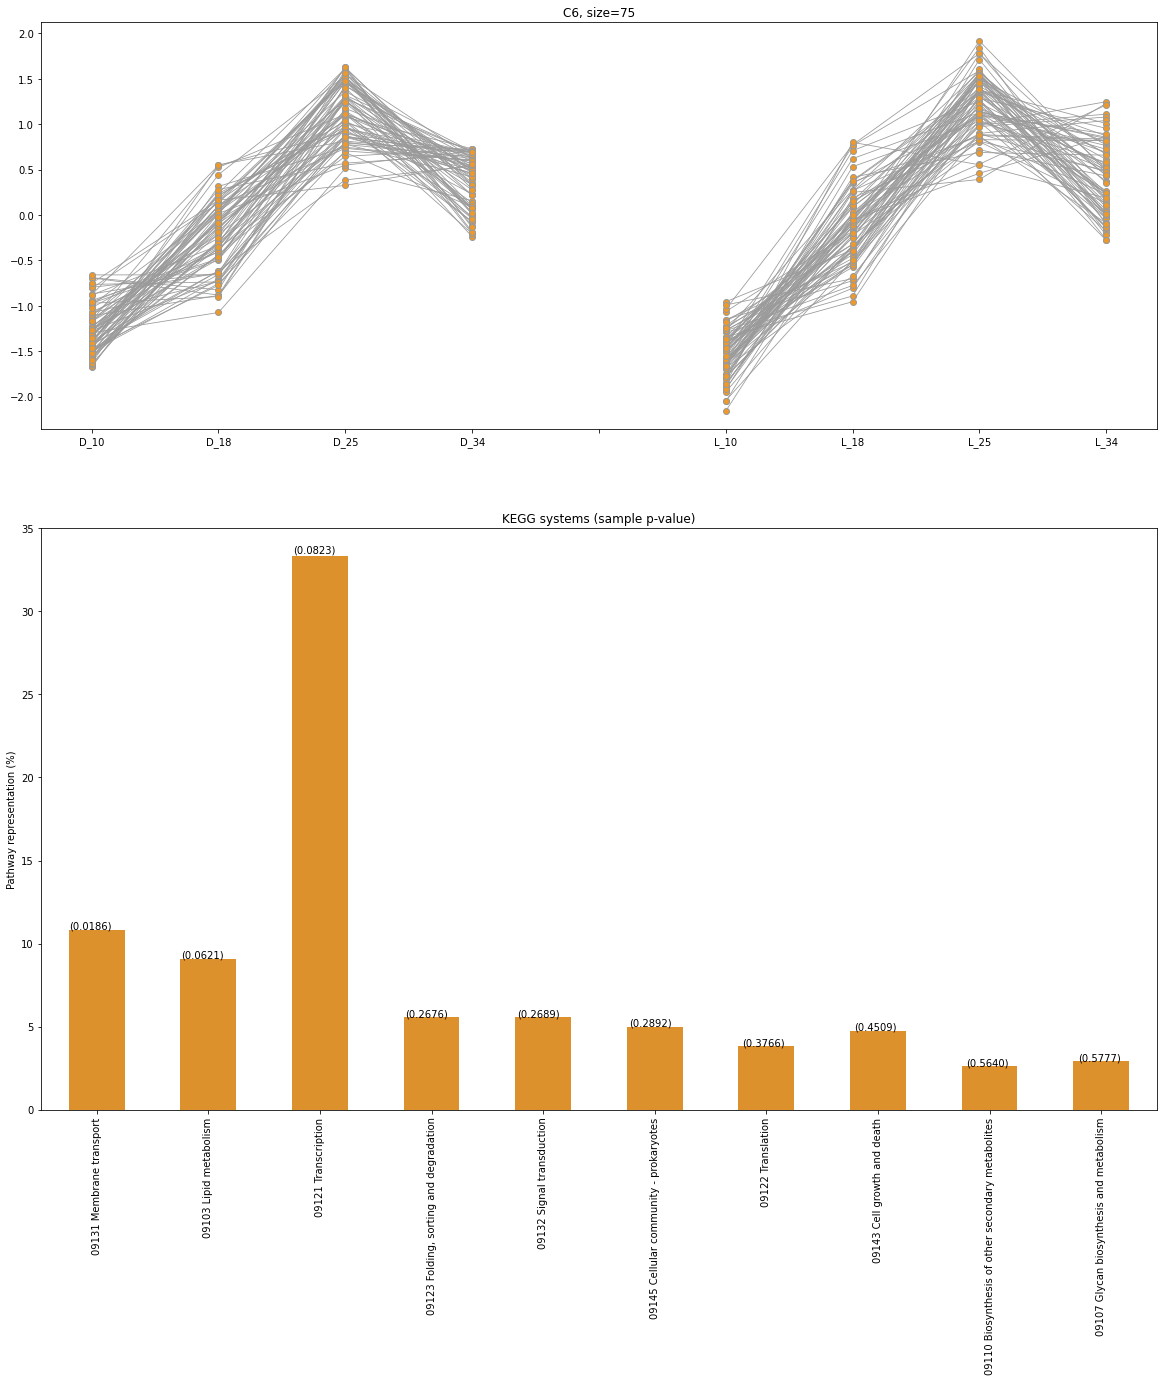 C6, size=75
2.0
1.5
1.0
0.5
0.0
−0.5
−1.0
−1.5
−2.0
D_10 D_18 D_25 D_34 L_10 L_18 L_25 L_34
KEGG systems (sample p-value)
Pathway representation (%)
35
30
25
20
15
10
5
0
(0.0186)
(0.0621)
(0.0823)
(0.2676)
(0.2689)
(0.2892)
(0.3766)
(0.4509)
(0.5640)
(0.5777)
09131 Membrane transport
09103 Lipid metabolism
09121 Transcription
09123 Folding, sorting and degradation
09132 Signal transduction
09145 Cellular community - prokaryotes
09122 Translation
09143 Cell growth and death
09110 Biosynthesis of other secondary metabolites
09107 Glycan biosynthesis and metabolism